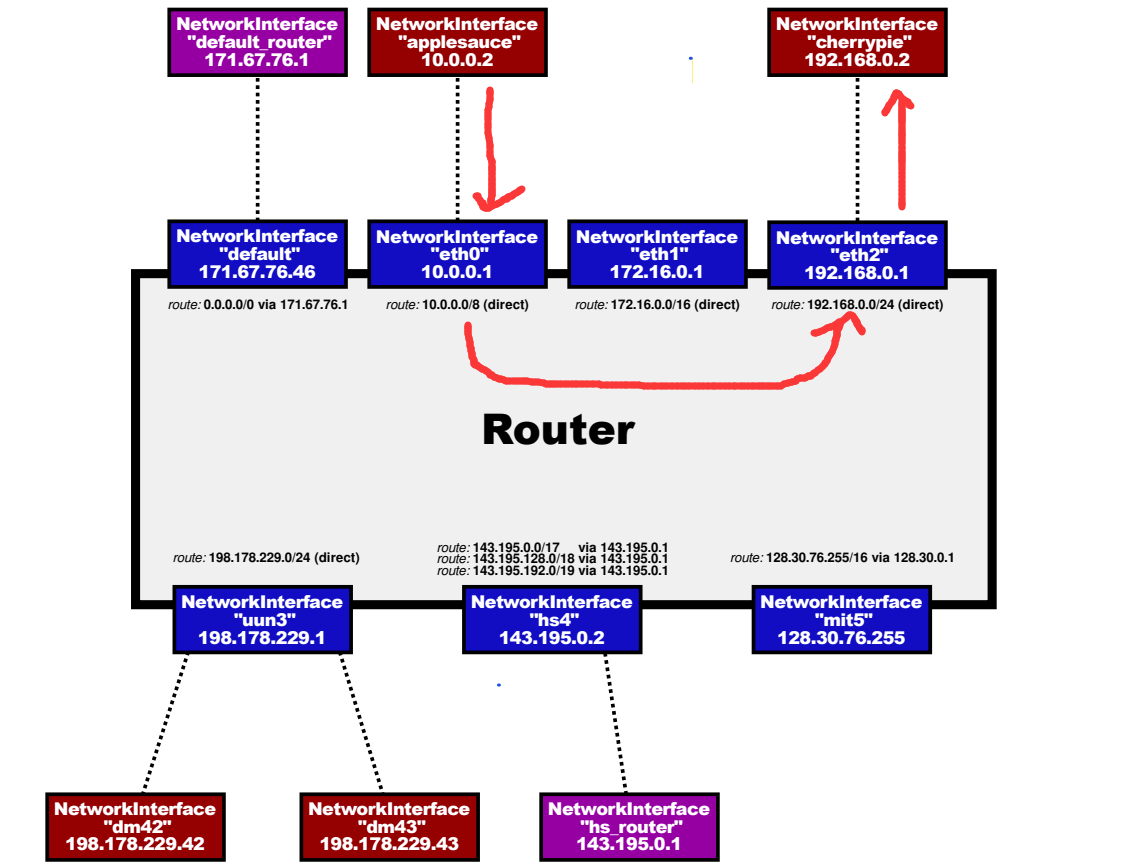 NetworkInterface
"default_router"
171.67.76.1
NetworkInterface
"applesauce"
10.0.0.2
NetworkInterface
"cherrypie"
192.168.0.2
NetworkInterface
"default"
171.67.76.46
NetworkInterface
"eth0"
10.0.0.1
NetworkInterface
"eth1"
172.16.0.1
NetworkInterface
"eth2"
192.168.0.1
route: 0.0.0.0/0 via 171.67.76.1
route: 10.0.0.0/8 (direct)
route: 172.16.0.0/16 (direct)
route: 192.168.0.0/24 (direct)
Router
route: 198.178.229.0/24 (direct)
route: 143.195.0.0/17 via 143.195.0.1
route: 143.195.128.0/18 via 143.195.0.1
route: 143.195.192.0/19 via 143.195.0.1
route: 128.30.76.255/16 via 128.30.0.1
NetworkInterface
"uun3"
198.178.229.1
NetworkInterface
"hs4"
143.195.0.2
NetworkInterface
"mit5"
128.30.76.255
NetworkInterface
"dm42"
198.178.229.42
NetworkInterface
"dm43"
198.178.229.43
NetworkInterface
"hs_router"
143.195.0.1